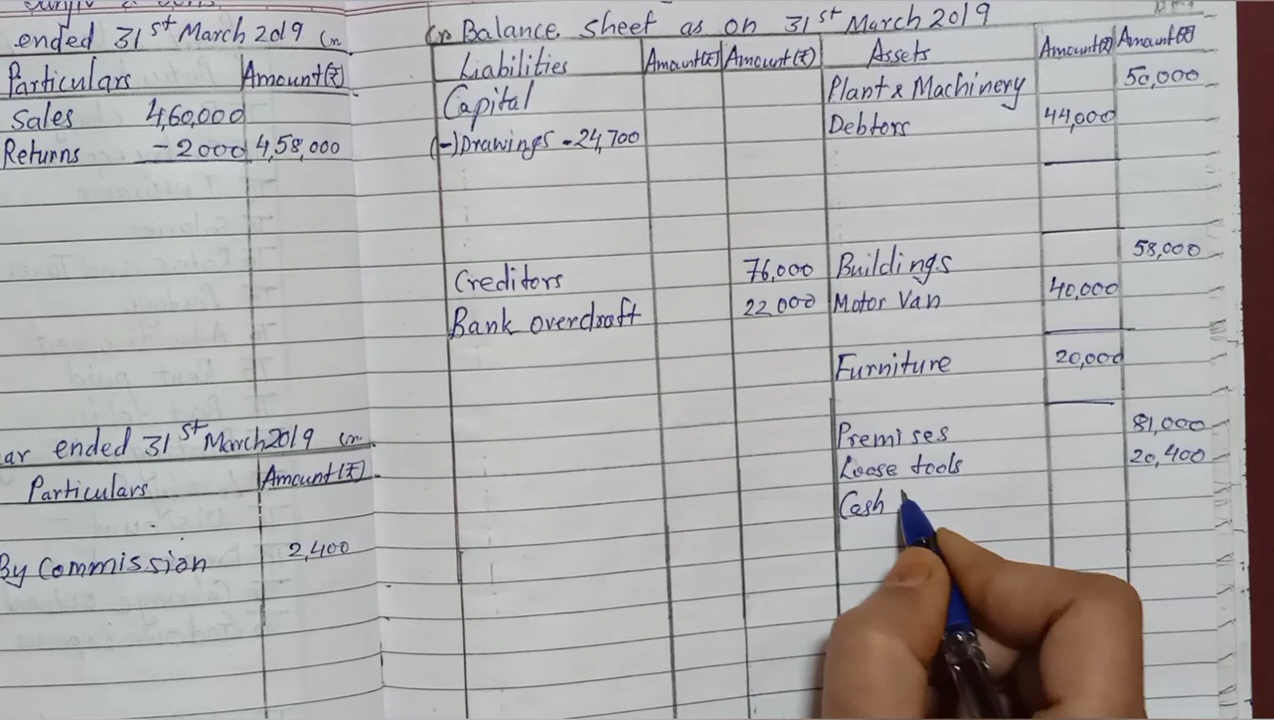 ended 31st March 2019
Particulars Amount(₹)
Sales 4,60,000
Returns - 2000 4,58,000
ar ended 31st March 2019
Particulars Amount(₹)
By Commission 2,400
Balance sheet as on 31st March 2019
Liabilities Amount(₹) Amount(₹) Assets Amount(₹) Amount(₹)
Capital Plant & Machinery 50,000
(-) Drawings - 24,700 Debtors 44,000
Creditors 76,000 Buildings 58,000
Bank overdraft 22000 Motor Van 40,000
Furniture 20,000
Premises 81,000
Loose tools 20,400
Cash